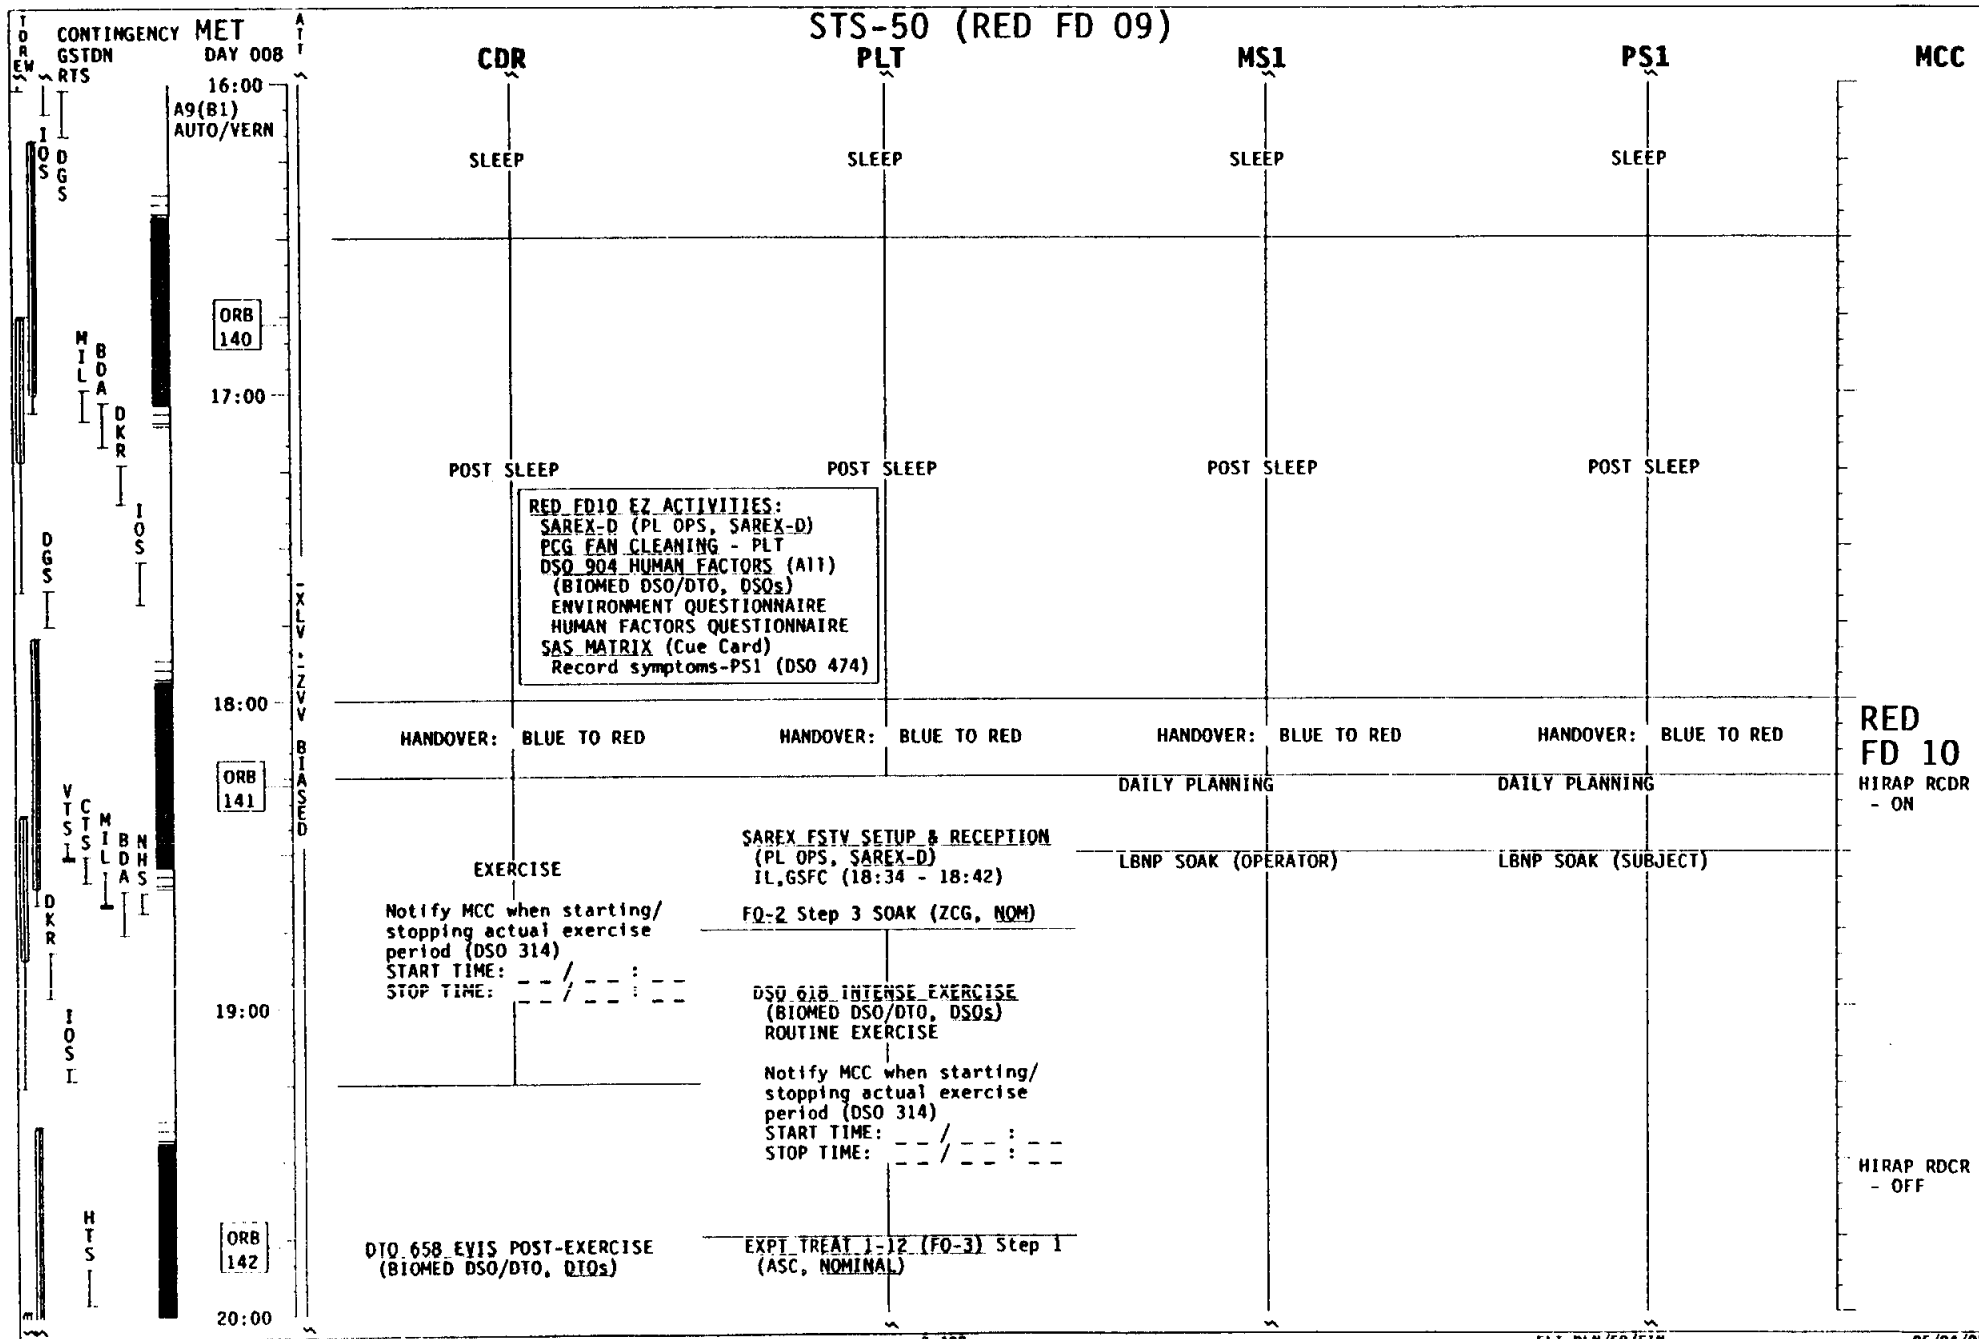 STS-50 (RED FD 09)
TDRE W
CONTINGENCY
GSTDN
RTS
MET
DAY 008
ATT
CDR
PLT
MS1
PS1
MCC
16:00
A9(B1)
AUTO/VERN
IOS
DGS
SLEEP
SLEEP
SLEEP
SLEEP
ORB
140
MIL
BDA
DKR
17:00
POST SLEEP
POST SLEEP
POST SLEEP
POST SLEEP
IOS
DGS
RED FD10 EZ ACTIVITIES:
SAREX-D (PL OPS, SAREX-D)
PCG FAN CLEANING - PLT
DSO 904 HUMAN FACTORS (All)
(BIOMED DSO/DTO, DSOs)
ENVIRONMENT QUESTIONNAIRE
HUMAN FACTORS QUESTIONNAIRE
SAS MATRIX (Cue Card)
Record symptoms-PS1 (DSO 474)
-XLV -ZVV BIASED
18:00
HANDOVER: BLUE TO RED
HANDOVER: BLUE TO RED
HANDOVER: BLUE TO RED
HANDOVER: BLUE TO RED
RED
FD 10
ORB
141
DAILY PLANNING
DAILY PLANNING
HIRAP RCDR
- ON
VTS
CTS
MIL
BDA
NHS
DKR
SAREX FSTV SETUP & RECEPTION
(PL OPS, SAREX-D)
IL,GSFC (18:34 - 18:42)
FO-2 Step 3 SOAK (ZCG, NOM)
LBNP SOAK (OPERATOR)
LBNP SOAK (SUBJECT)
EXERCISE
Notify MCC when starting/
stopping actual exercise
period (DSO 314)
START TIME: _ _ / _ _ : _ _
STOP TIME: _ _ / _ _ : _ _
DSO 618 INTENSE EXERCISE
(BIOMED DSO/DTO, DSOs)
ROUTINE EXERCISE
19:00
IOS
Notify MCC when starting/
stopping actual exercise
period (DSO 314)
START TIME: _ _ / _ _ : _ _
STOP TIME: _ _ / _ _ : _ _
HIRAP RDCR
- OFF
HTS
ORB
142
DTO 658 EVIS POST-EXERCISE
(BIOMED DSO/DTO, DTOs)
EXPT TREAT 1-12 (FO-3) Step 1
(ASC, NOMINAL)
20:00